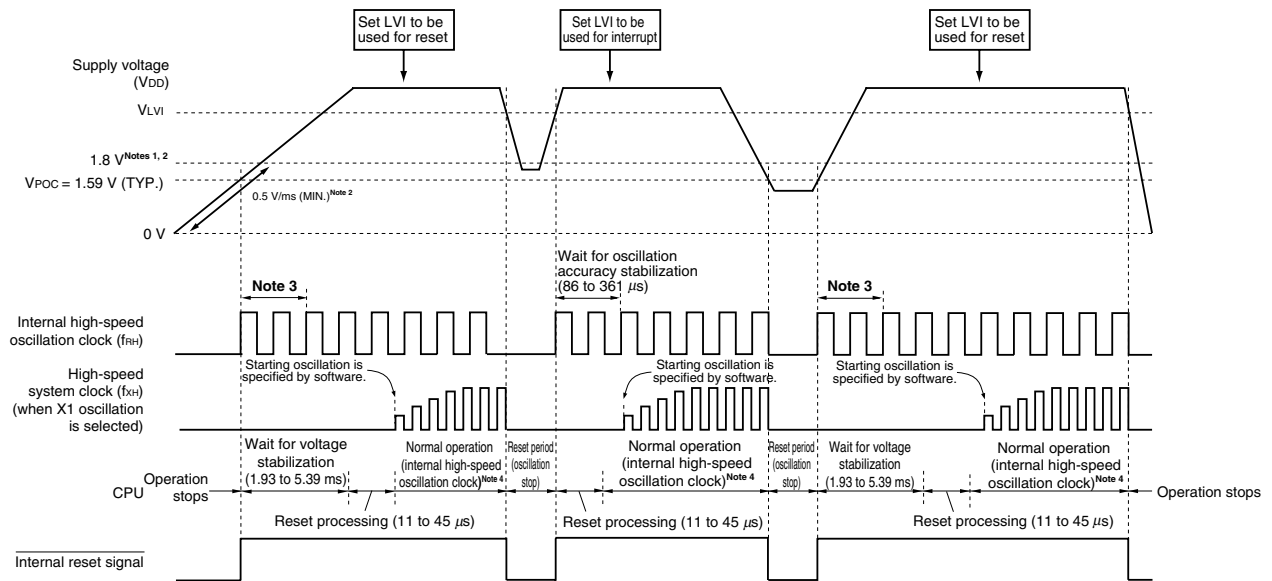 Set LVI to be
used for reset
Set LVI to be
used for interrupt
Set LVI to be
used for reset
Supply voltage
(VDD)
VLVI
1.8 V Notes 1, 2
VPOC = 1.59 V (TYP.)
0.5 V/ms (MIN.) Note 2
0 V
Wait for oscillation
accuracy stabilization
(86 to 361 μs)
Note 3
Note 3
Internal high-speed
oscillation clock (fRH)
Starting oscillation is
specified by software.
Starting oscillation is
specified by software.
Starting oscillation is
specified by software.
High-speed
system clock (fXH)
(when X1 oscillation
is selected)
Wait for voltage
stabilization
(1.93 to 5.39 ms)
Normal operation
(internal high-speed
oscillation clock) Note 4
Reset period
(oscillation
stop)
Normal operation
(internal high-speed
oscillation clock) Note 4
Reset period
(oscillation
stop)
Wait for voltage
stabilization
(1.93 to 5.39 ms)
Normal operation
(internal high-speed
oscillation clock) Note 4
CPU
Operation
stops
Operation stops
Reset processing (11 to 45 μs)
Reset processing (11 to 45 μs)
Reset processing (11 to 45 μs)
Internal reset signal